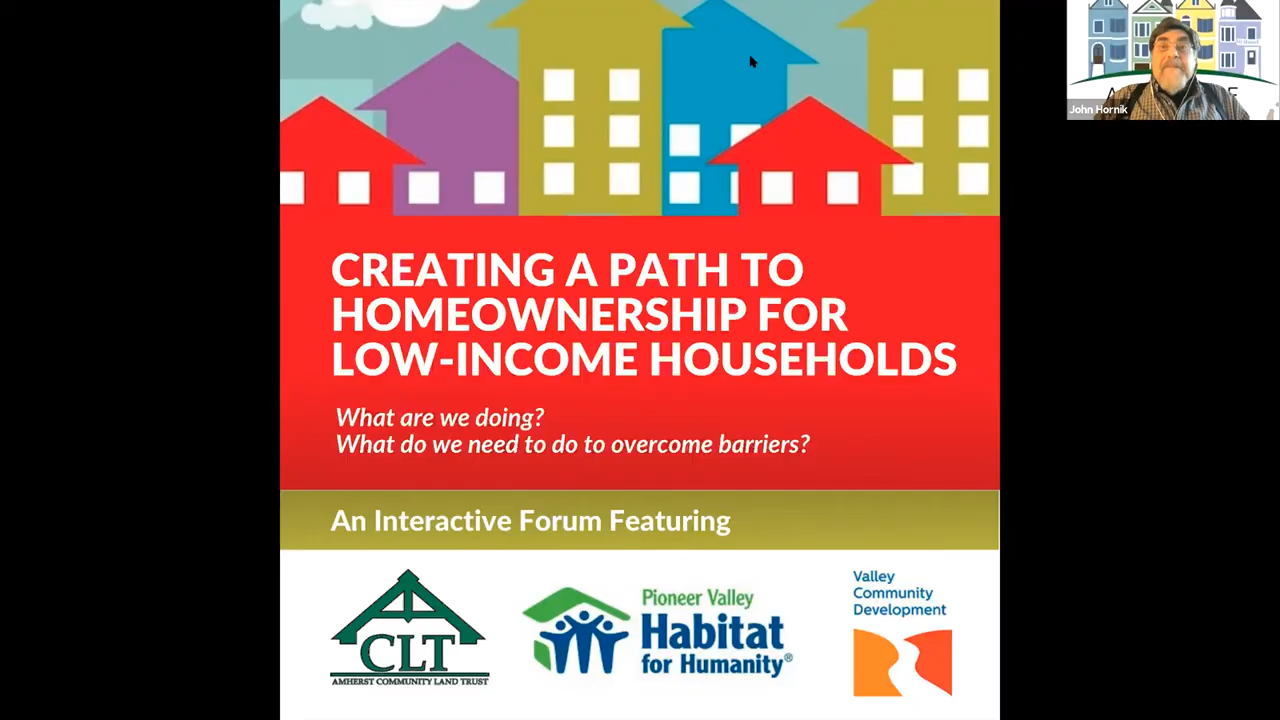 CREATING A PATH TO
HOMEOWNERSHIP FOR
LOW-INCOME HOUSEHOLDS
What are we doing?
What do we need to do to overcome barriers?
An Interactive Forum Featuring
CLT
AMHERST COMMUNITY LAND TRUST
Pioneer Valley
Habitat
for Humanity®
Valley
Community
Development
John Hornik